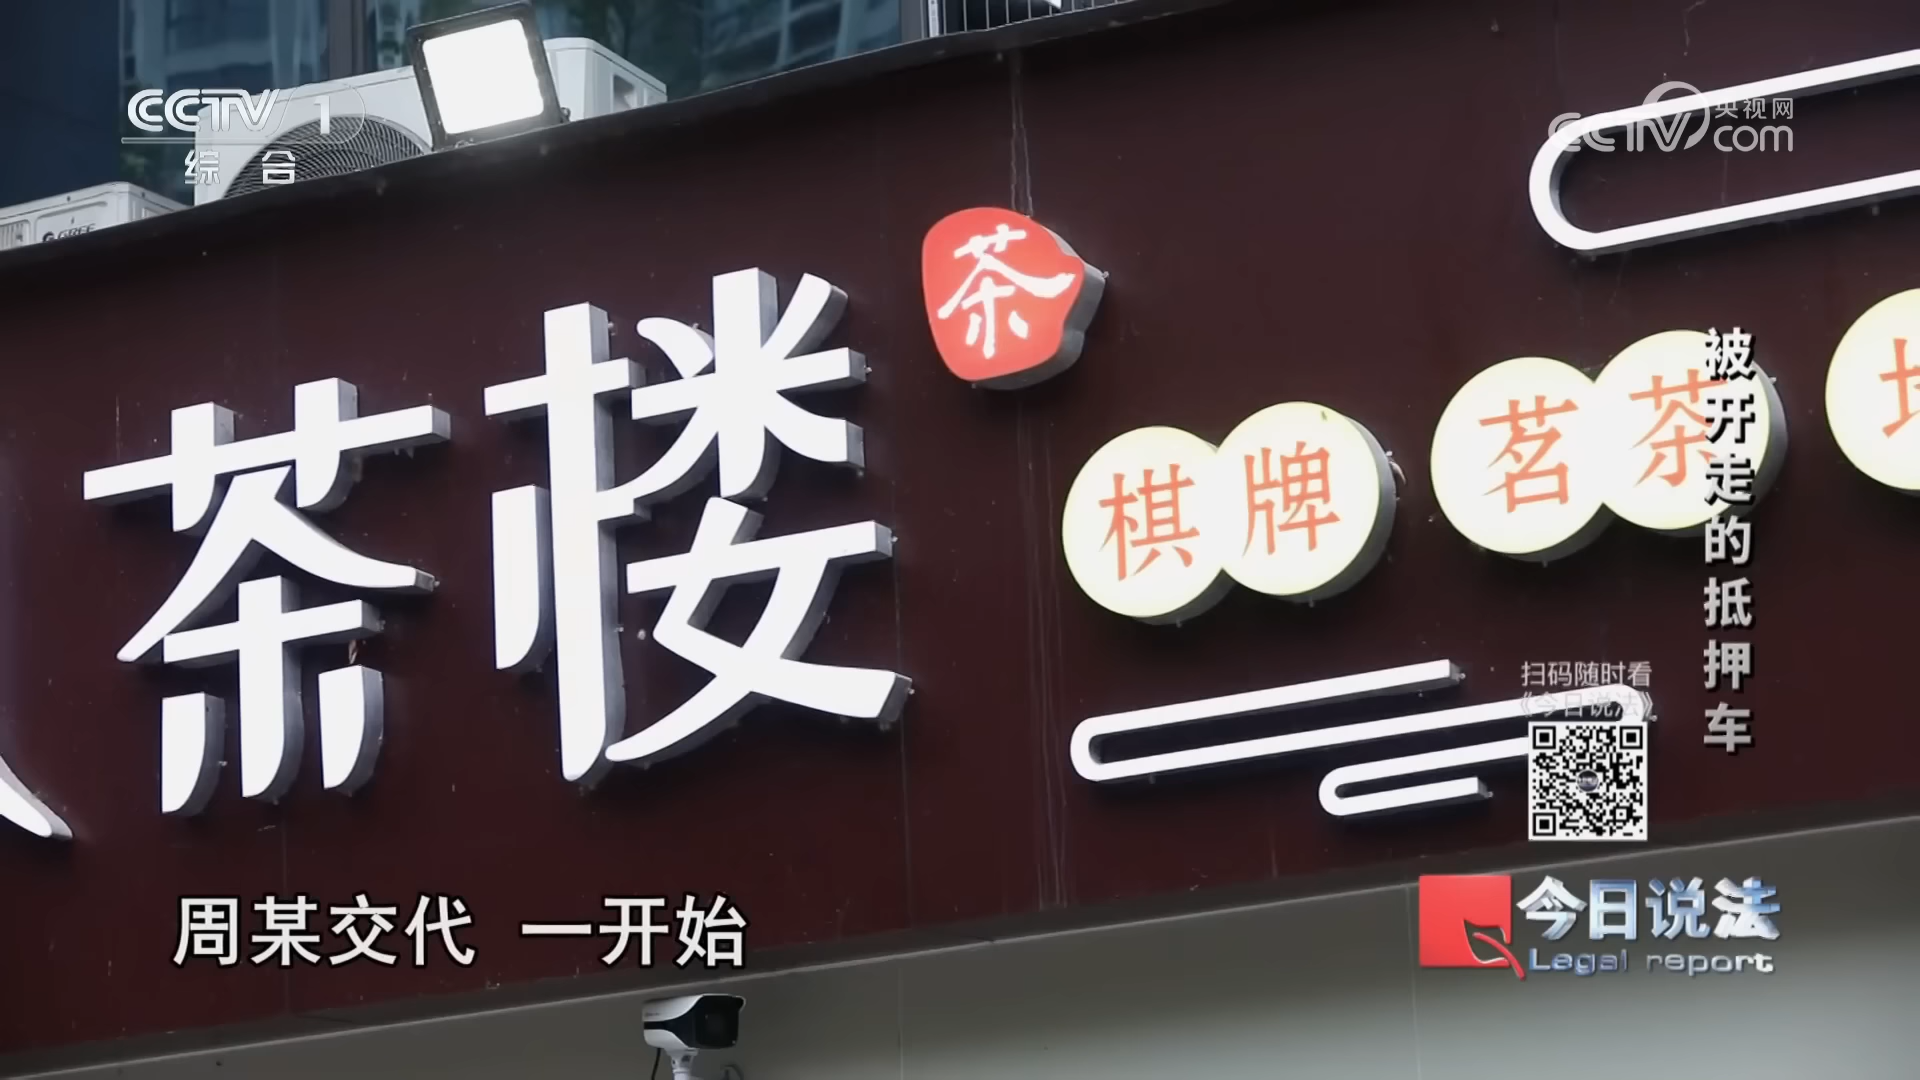 CCTV 1
综合
CCTV 央视网
com
GREE
茶楼
茶
棋牌
茗茶
被开走的抵押车
扫码随时看
《今日说法》
周某交代 一开始
今日说法
Legal report